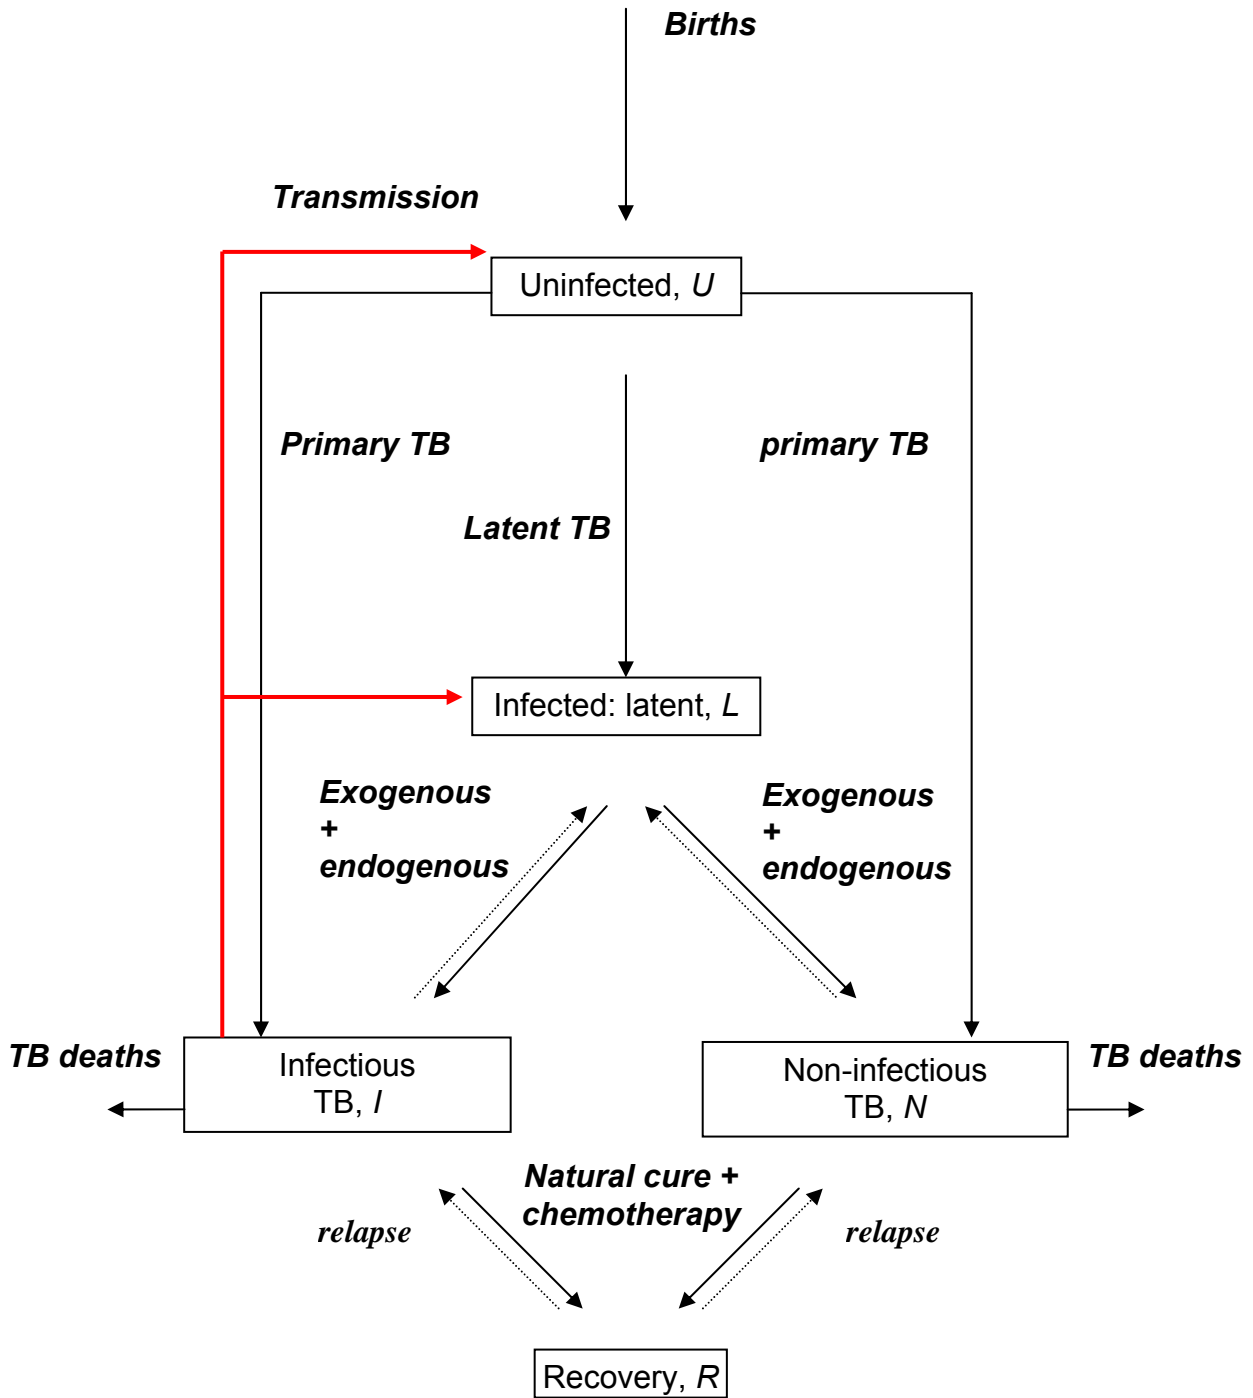 Births
Transmission
Uninfected, U
Primary TB
primary TB
Latent TB
Infected: latent, L
Exogenous
+
endogenous
Exogenous
+
endogenous
TB deaths
Infectious
TB, I
Non-infectious
TB, N
TB deaths
Natural cure +
chemotherapy
relapse
relapse
Recovery, R